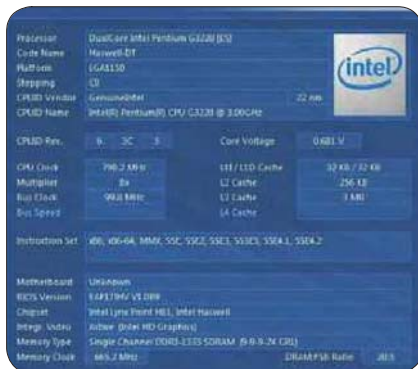 Processor DualCore Intel Pentium G3220 [ES]
Code Name Haswell-DT
Platform LGA1150
Stepping C0
CPUID Vendor GenuineIntel 22 nm
CPUID Name Intel(R) Pentium(R) CPU G3220 @ 3.00GHz
intel
CPUID Rev. 6 3C 3 Core Voltage 0.681 V
CPU Clock 798.2 MHz L1I / L1D Cache 32 KB / 32 KB
Multiplier 8x L2 Cache 256 KB
Bus Clock 99.8 MHz L3 Cache 3 MB
Bus Speed L4 Cache
Instruction Set x86, x86-64, MMX, SSE, SSE2, SSE3, SSSE3, SSE4.1, SSE4.2
Motherboard Unknown
BIOS Version
Chipset Intel Lynx Point H81, Intel Haswell
Integr. Video Active (Intel HD Graphics)
Memory Type Single Channel DDR3-1333 SDRAM (9-9-9-24 CR1)
Memory Clock 665.2 MHz DRAM:FSB Ratio 20:3